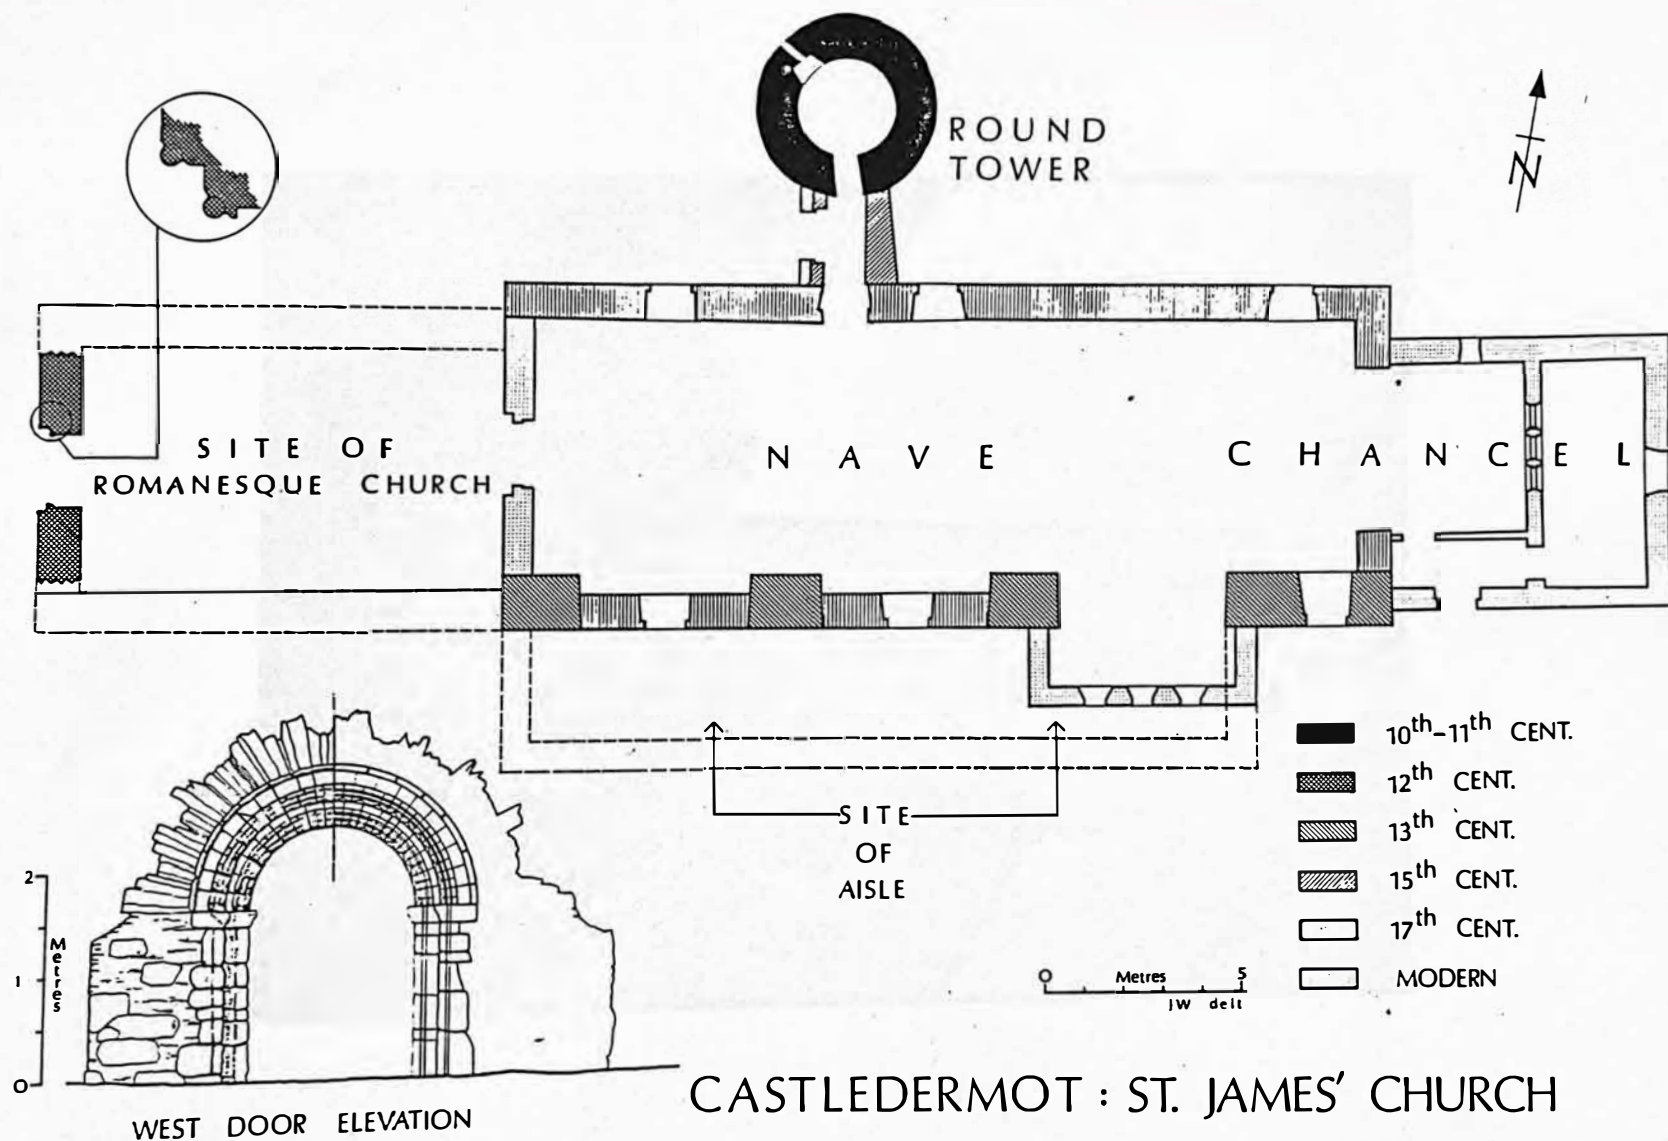 ROUND
TOWER
N
SITE OF
ROMANESQUE CHURCH
NAVE
CHANCEL
SITE
OF
AISLE
10th-11th CENT.
12th CENT.
13th CENT.
15th CENT.
17th CENT.
MODERN
0 Metres 5
JW delt
2
1
0
Metres
WEST DOOR ELEVATION
CASTLEDERMOT : ST. JAMES' CHURCH